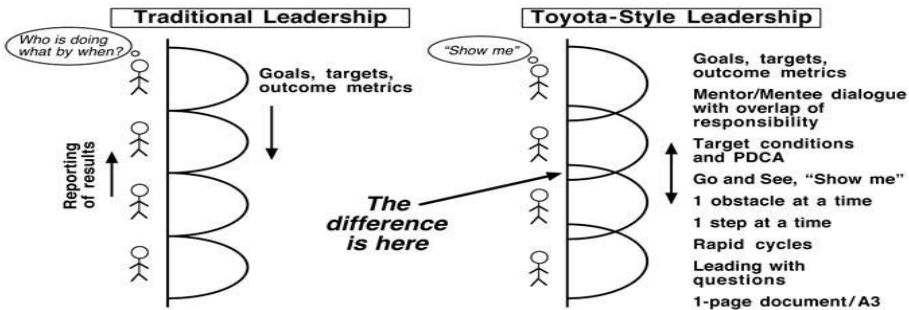 Traditional Leadership
Who is doing
what by when?
Goals, targets,
outcome metrics
Reporting
of results
Toyota-Style Leadership
“Show me”
The
difference
is here
Goals, targets,
outcome metrics
Mentor/Mentee dialogue
with overlap of
responsibility
Target conditions
and PDCA
Go and See, “Show me”
1 obstacle at a time
1 step at a time
Rapid cycles
Leading with
questions
1-page document/A3